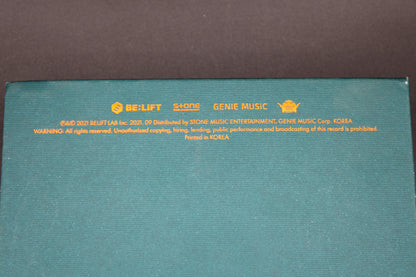 BE:LIFT STONE GENIE MUSIC
©&℗ 2021 BELIFT LAB Inc. 2021. 09 Distributed by STONE MUSIC ENTERTAINMENT, GENIE MUSIC Corp. KOREA
WARNING: All rights reserved. Unauthorized copying, hiring, lending, public performance and broadcasting of this record is prohibited.
Printed in KOREA